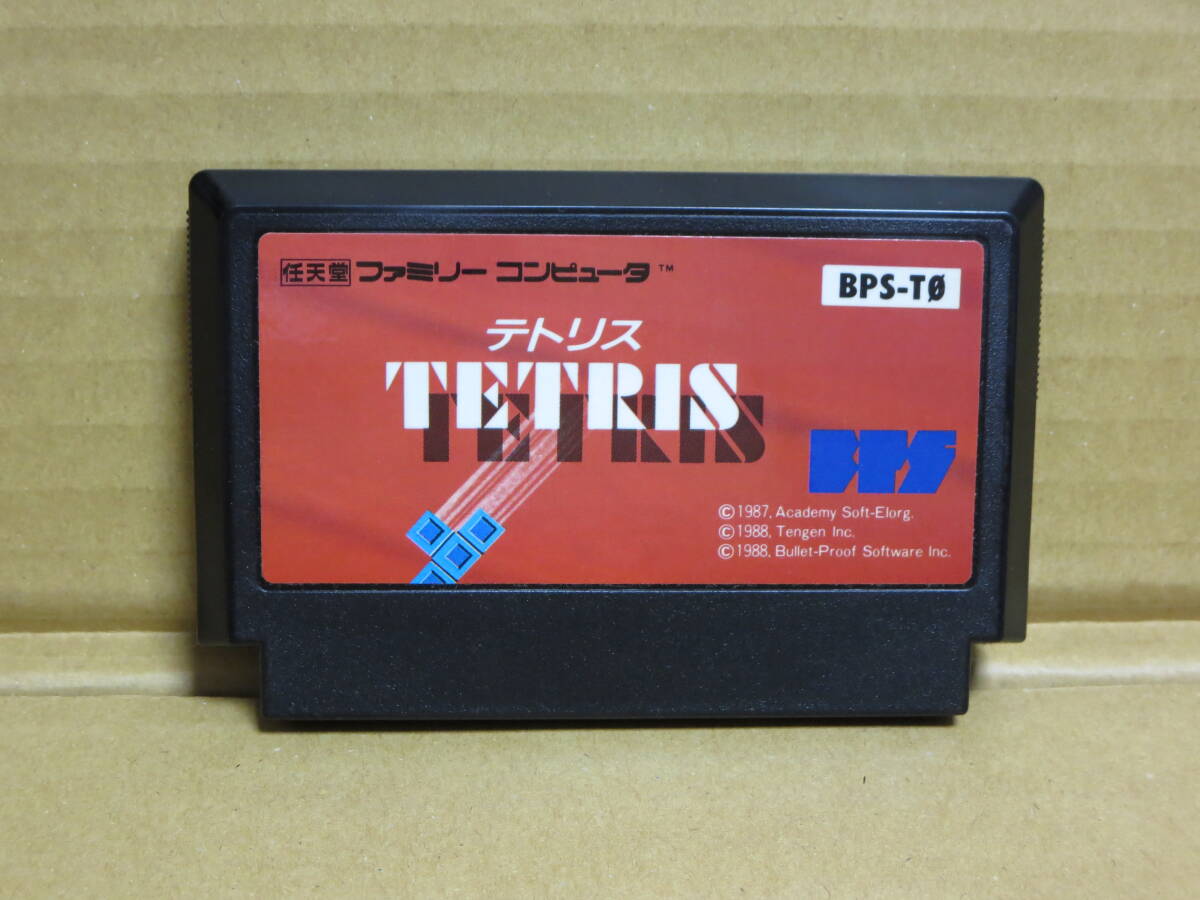 任天堂 ファミリー コンピュータ™
BPS-TØ
テトリス
TETRIS
BPS
©1987, Academy Soft-Elorg.
©1988, Tengen Inc.
©1988, Bullet-Proof Software Inc.